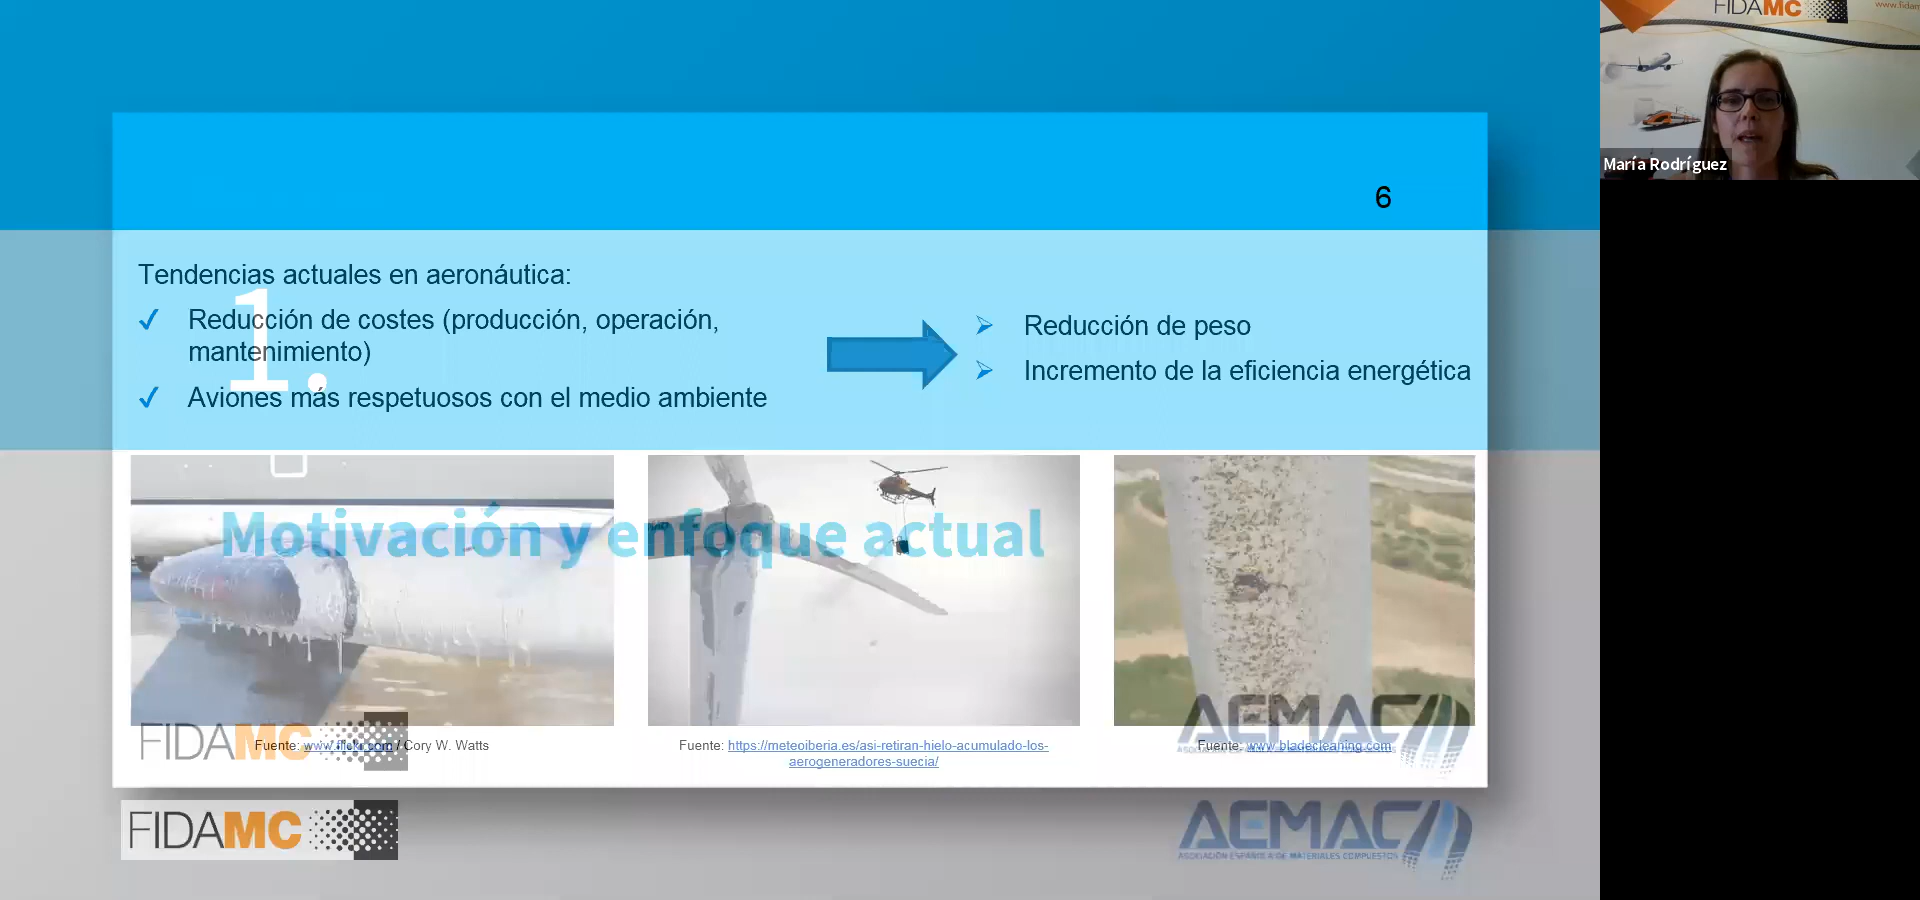 FIDAMC
María Rodríguez
6
Tendencias actuales en aeronáutica:
1.
Reducción de costes (producción, operación,
mantenimiento)
Aviones más respetuosos con el medio ambiente
Reducción de peso
Incremento de la eficiencia energética
Motivación y enfoque actual
FIDAMC
Fuente: www.flickr.com / Cory W. Watts
Fuente: https://meteoiberia.es/asi-retiran-hielo-acumulado-los-
aerogeneradores-suecia/
AEMAC
Fuente: www.bladecleaning.com
FIDAMC
AEMAC
ASOCIACIÓN ESPAÑOLA DE MATERIALES COMPUESTOS